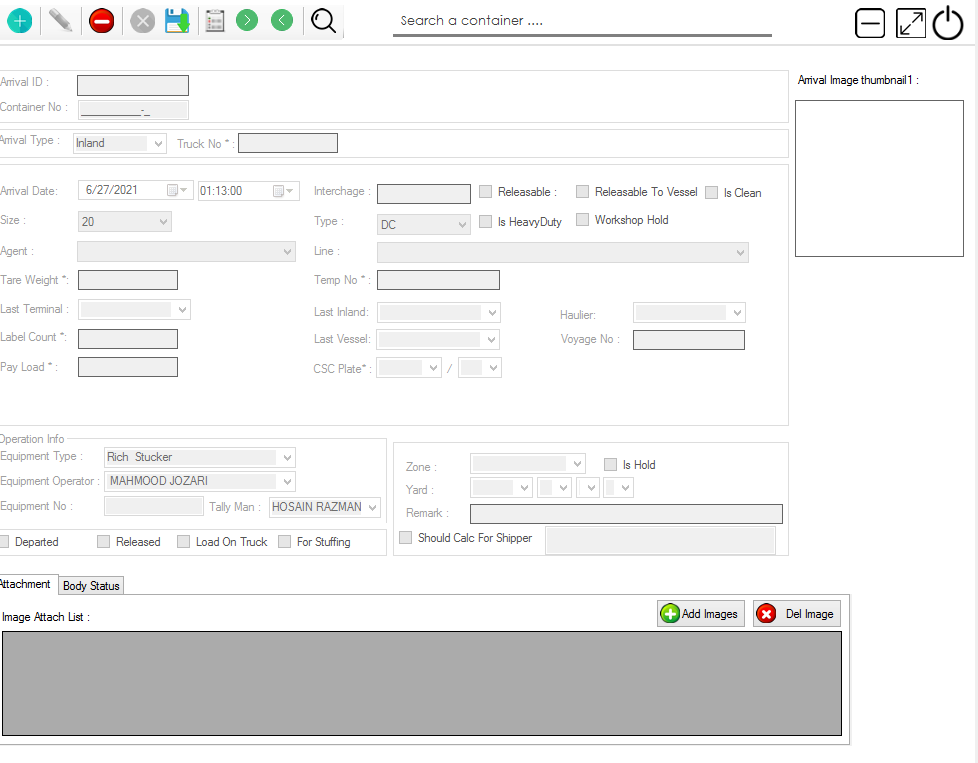 Search a container ....
Arrival ID :
Arrival Image thumbnail1 :
Container No :
__________-_
Arrival Type : Inland Truck No * :
Arrival Date: 6/27/2021 01:13:00 Interchage : Releasable : Releasable To Vessel Is Clean
Size : 20 Type : DC Is HeavyDuty Workshop Hold
Agent : Line :
Tare Weight *: Temp No * :
Last Terminal : Last Inland: Haulier:
Label Count *: Last Vessel: Voyage No :
Pay Load * : CSC Plate* : /
Operation Info
Equipment Type : Rich Stucker
Equipment Operator : MAHMOOD JOZARI
Equipment No : Tally Man : HOSAIN RAZMAN
Zone : Is Hold
Yard :
Remark :
Departed Released Load On Truck For Stuffing
Should Calc For Shipper
Attachment Body Status
Image Attach List : Add Images Del Image